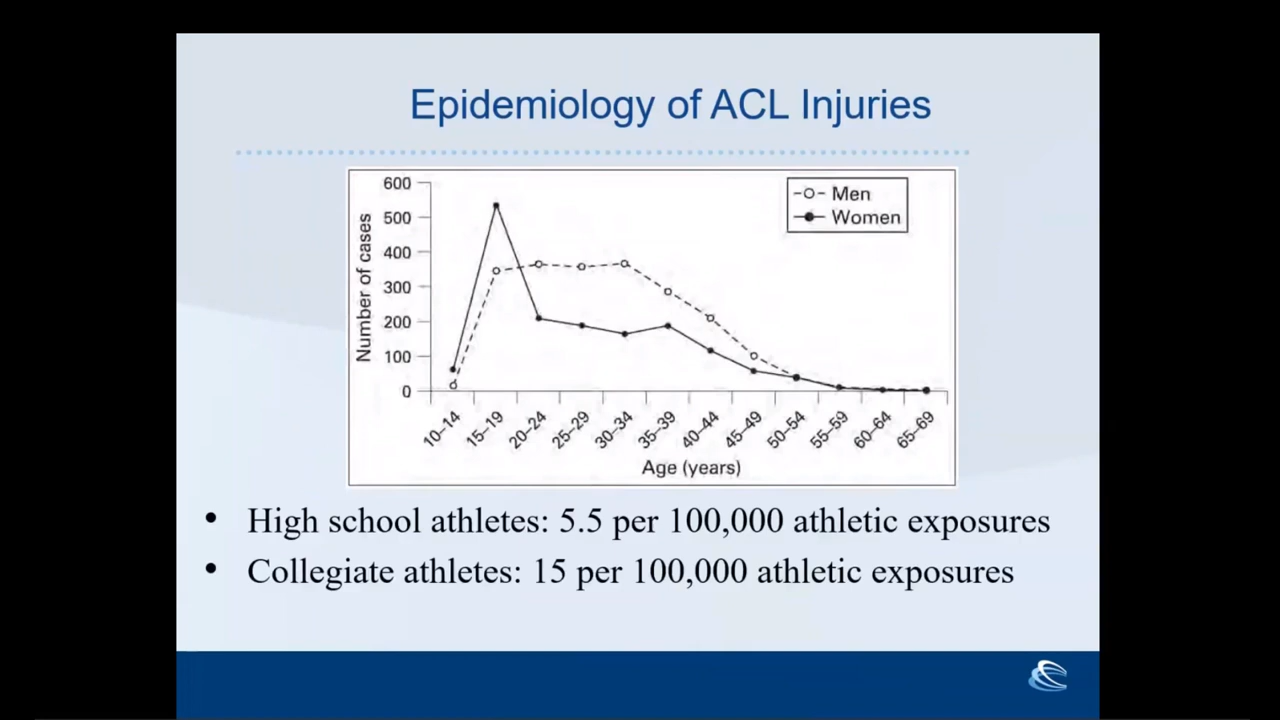 Epidemiology of ACL Injuries
600
500
400
300
200
100
0
Number of cases
Men
Women
10–14
15–19
20–24
25–29
30–34
35–39
40–44
45–49
50–54
55–59
60–64
65–69
Age (years)
• High school athletes: 5.5 per 100,000 athletic exposures
• Collegiate athletes: 15 per 100,000 athletic exposures